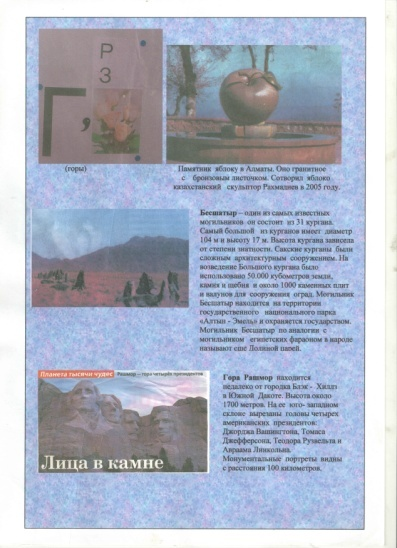 Р
З
Г ,
(горы)
Памятник яблоку в Алматы. Оно гранитное
с бронзовым листочком. Сотворил яблоко
казахстанский скульптор Рахмадиев в 2005 году.
Бесшатыр – один из самых известных
могильников он состоит из 31 кургана.
Самый большой из курганов имеет диаметр
104 м и высоту 17 м. Высота кургана зависела
от степени знатности. Сакские курганы были
сложным архитектурным сооружением. На
возведение Большого кургана было
использовано 50.000 кубометров земли,
камня и щебня и около 1000 каменных плит
и валунов для сооружения оград. Могильник
Бесшатыр находится на территории
государственного национального парка
«Алтын - Эмель» и охраняется государством.
Могильник Бесшатыр по аналогии с
могильником египетских фараонов в народе
называют еще Долиной царей.
Планета тысячи чудес Рашмор – гора четырёх президентов
Лица в камне
Гора Рашмор находится
недалеко от городка Блэк - Хилдз
в Южной Дакоте. Высота около
1700 метров. На ее юго- западном
склоне вырезаны головы четырех
американских президентов:
Джорджа Вашингтона, Томаса
Джефферсона, Теодора Рузвельта и
Авраама Линкольна.
Монументальные портреты видны
с расстояния 100 километров.